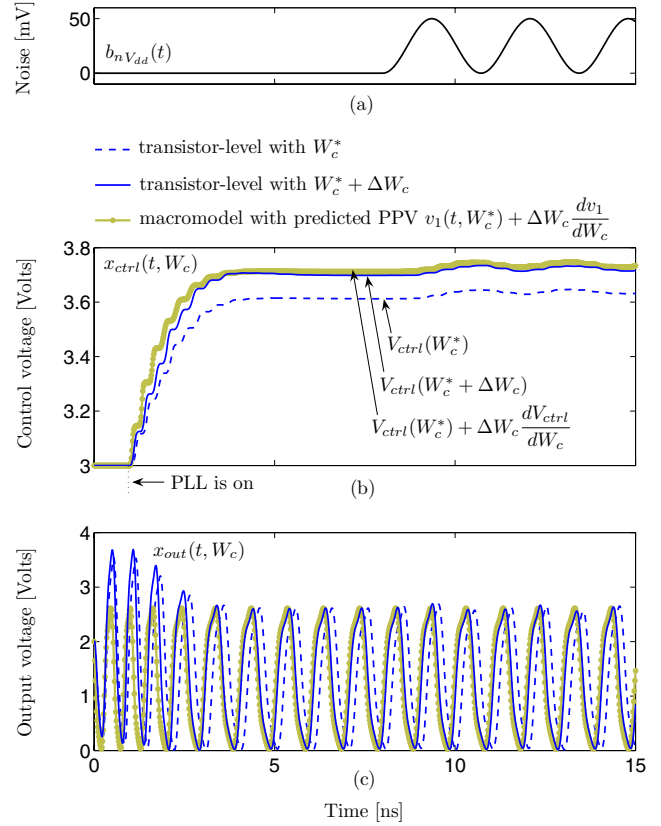 50
0
Noise [mV]
b_{nV_{dd}}(t)
(a)
transistor-level with W_c^*
transistor-level with W_c^* + ΔW_c
macromodel with predicted PPV v_1(t, W_c^*) + ΔW_c \frac{dv_1}{dW_c}
3.8
3.6
3.4
3.2
3
Control voltage [Volts]
x_{ctrl}(t, W_c)
V_{ctrl}(W_c^*)
V_{ctrl}(W_c^* + ΔW_c)
V_{ctrl}(W_c^*) + ΔW_c \frac{dV_{ctrl}}{dW_c}
PLL is on
(b)
4
3
2
1
0
Output voltage [Volts]
x_{out}(t, W_c)
0 5 10 15
(c)
Time [ns]